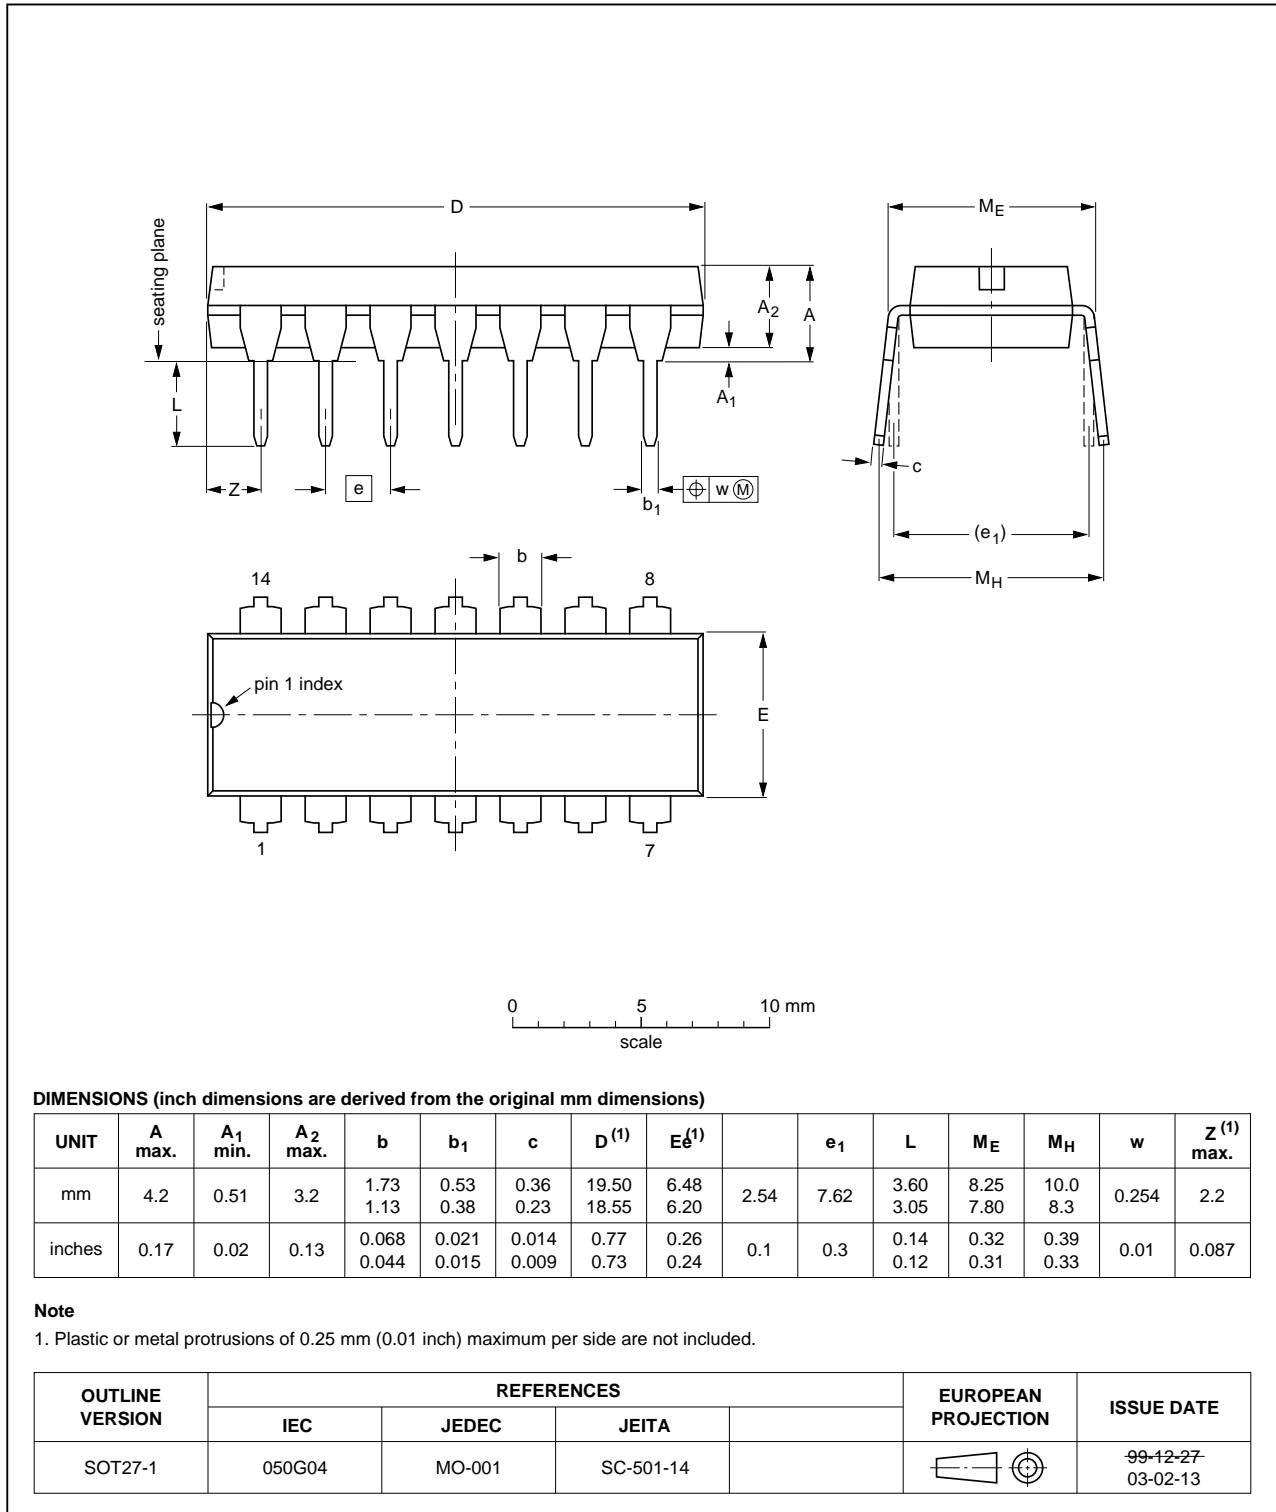 D
M E
seating plane
A 2
A
L
A 1
Z
e
b 1
w M
c
(e 1)
M H
b
14
8
pin 1 index
E
1
7
0 5 10 mm
scale
DIMENSIONS (inch dimensions are derived from the original mm dimensions)
UNIT A max. A1 min. A2 max. b b1 c D (1) Ee(1) e1 L ME MH w Z (1) max.
mm 4.2 0.51 3.2 1.73 1.13 0.53 0.38 0.36 0.23 19.50 18.55 6.48 6.20 2.54 7.62 3.60 3.05 8.25 7.80 10.0 8.3 0.254 2.2
inches 0.17 0.02 0.13 0.068 0.044 0.021 0.015 0.014 0.009 0.77 0.73 0.26 0.24 0.1 0.3 0.14 0.12 0.32 0.31 0.39 0.33 0.01 0.087
Note
1. Plastic or metal protrusions of 0.25 mm (0.01 inch) maximum per side are not included.
OUTLINE VERSION REFERENCES EUROPEAN PROJECTION ISSUE DATE
IEC JEDEC JEITA
SOT27-1 050G04 MO-001 SC-501-14 99-12-27
03-02-13